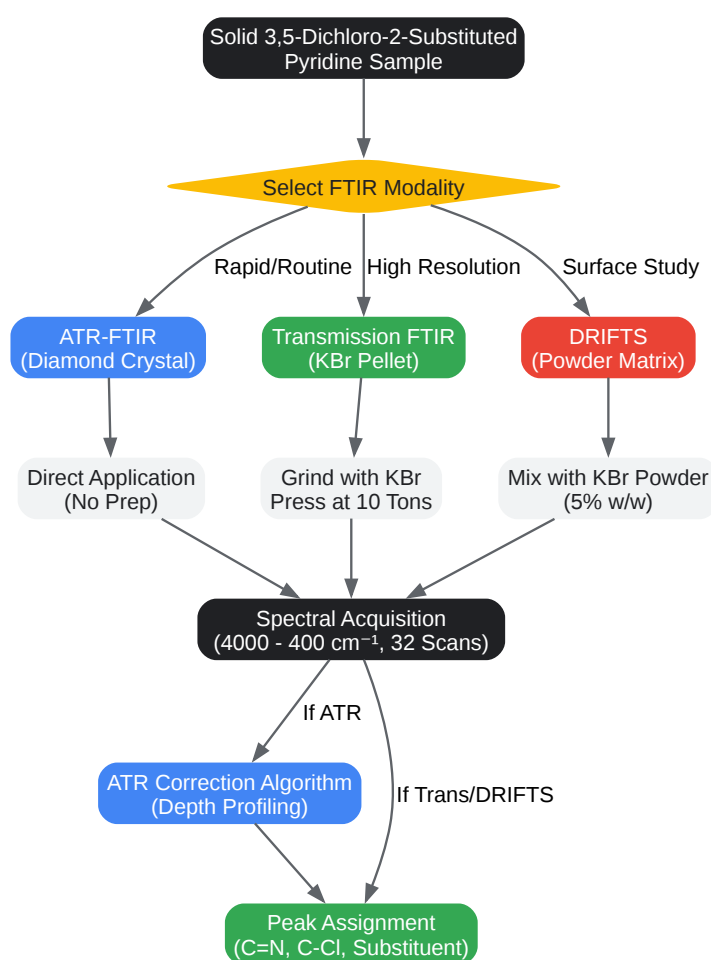 Solid 3,5-Dichloro-2-Substituted
Pyridine Sample
Select FTIR Modality
Rapid/Routine
High Resolution
Surface Study
ATR-FTIR
(Diamond Crystal)
Transmission FTIR
(KBr Pellet)
DRIFTS
(Powder Matrix)
Direct Application
(No Prep)
Grind with KBr
Press at 10 Tons
Mix with KBr Powder
(5% w/w)
Spectral Acquisition
(4000 - 400 cm⁻¹, 32 Scans)
If ATR
ATR Correction Algorithm
(Depth Profiling)
If Trans/DRIFTS
Peak Assignment
(C=N, C-Cl, Substituent)